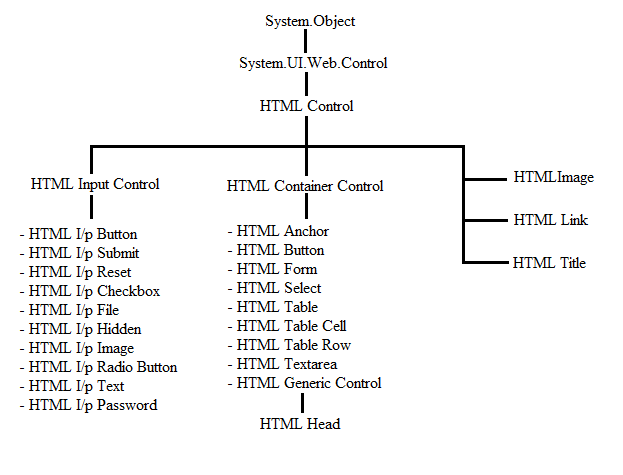 System.Object
System.UI.Web.Control
HTML Control
HTML Input Control
- HTML I/p Button
- HTML I/p Submit
- HTML I/p Reset
- HTML I/p Checkbox
- HTML I/p File
- HTML I/p Hidden
- HTML I/p Image
- HTML I/p Radio Button
- HTML I/p Text
- HTML I/p Password
HTML Container Control
- HTML Anchor
- HTML Button
- HTML Form
- HTML Select
- HTML Table
- HTML Table Cell
- HTML Table Row
- HTML Textarea
- HTML Generic Control
HTML Head
HTMLImage
HTML Link
HTML Title